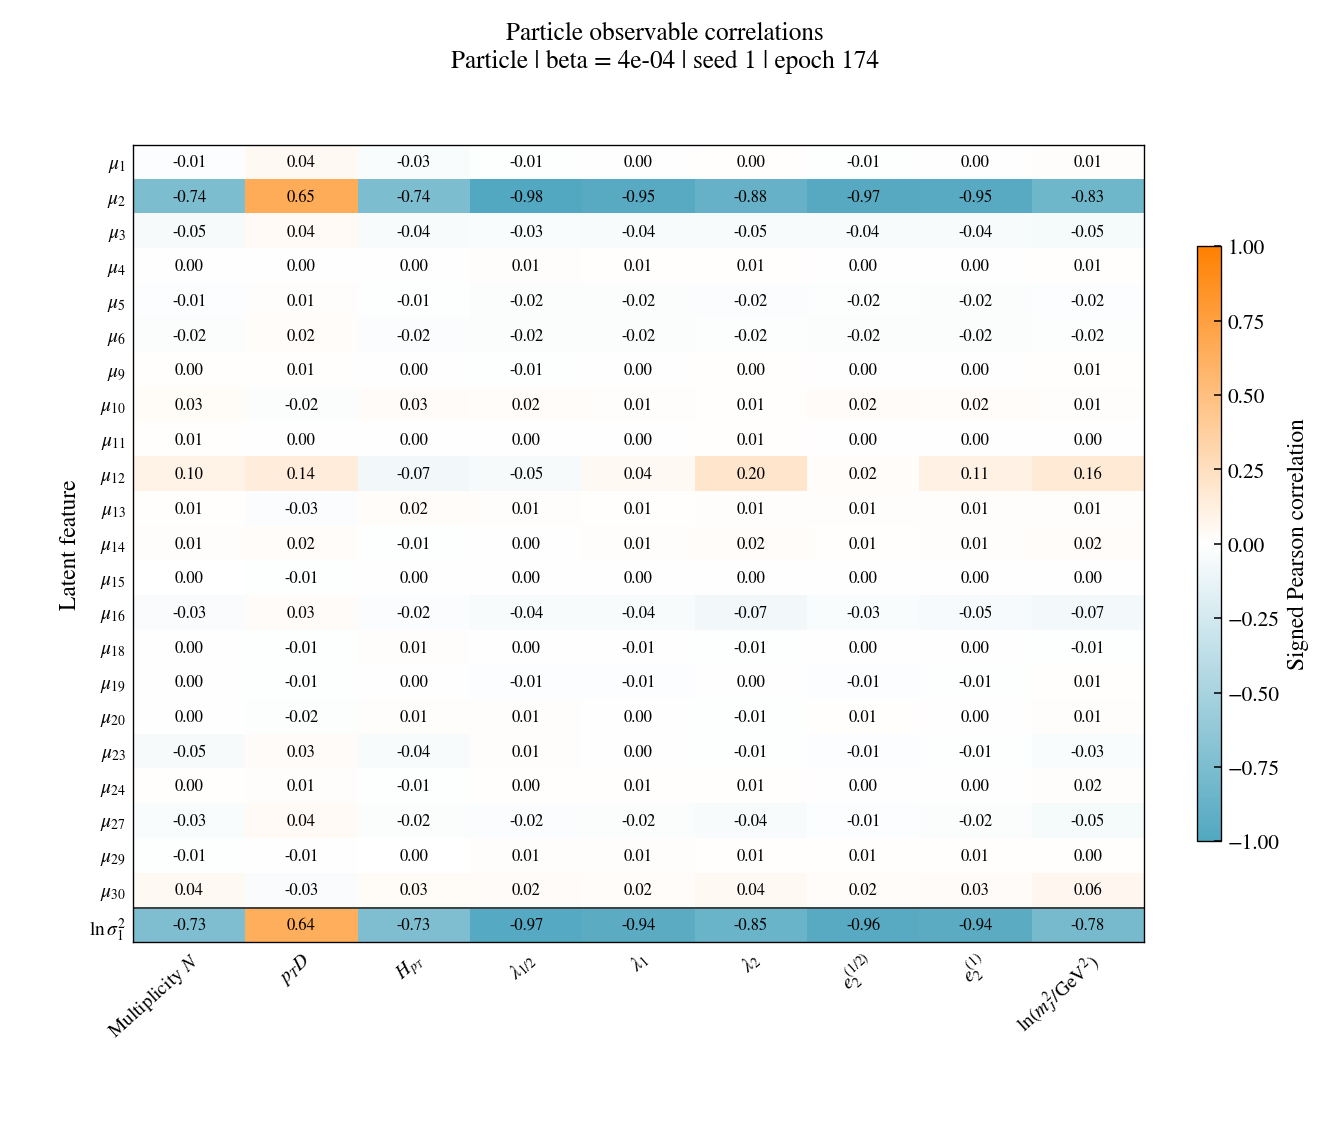 Particle observable correlations
Particle | beta = 4e-04 | seed 1 | epoch 174
Latent feature
μ₁ -0.01 0.04 -0.03 -0.01 0.00 0.00 -0.01 0.00 0.01
μ₂ -0.74 0.65 -0.74 -0.98 -0.95 -0.88 -0.97 -0.95 -0.83
μ₃ -0.05 0.04 -0.04 -0.03 -0.04 -0.05 -0.04 -0.04 -0.05
μ₄ 0.00 0.00 0.00 0.01 0.01 0.01 0.00 0.00 0.01
μ₅ -0.01 0.01 -0.01 -0.02 -0.02 -0.02 -0.02 -0.02 -0.02
μ₆ -0.02 0.02 -0.02 -0.02 -0.02 -0.02 -0.02 -0.02 -0.02
μ₉ 0.00 0.01 0.00 -0.01 0.00 0.00 0.00 0.00 0.01
μ₁₀ 0.03 -0.02 0.03 0.02 0.01 0.01 0.02 0.02 0.01
μ₁₁ 0.01 0.00 0.00 0.00 0.00 0.01 0.00 0.00 0.00
μ₁₂ 0.10 0.14 -0.07 -0.05 0.04 0.20 0.02 0.11 0.16
μ₁₃ 0.01 -0.03 0.02 0.01 0.01 0.01 0.01 0.01 0.01
μ₁₄ 0.01 0.02 -0.01 0.00 0.01 0.02 0.01 0.01 0.02
μ₁₅ 0.00 -0.01 0.00 0.00 0.00 0.00 0.00 0.00 0.00
μ₁₆ -0.03 0.03 -0.02 -0.04 -0.04 -0.07 -0.03 -0.05 -0.07
μ₁₈ 0.00 -0.01 0.01 0.00 -0.01 -0.01 0.00 0.00 -0.01
μ₁₉ 0.00 -0.01 0.00 -0.01 -0.01 0.00 -0.01 -0.01 0.01
μ₂₀ 0.00 -0.02 0.01 0.01 0.00 -0.01 0.01 0.00 0.01
μ₂₃ -0.05 0.03 -0.04 0.01 0.00 -0.01 -0.01 -0.01 -0.03
μ₂₄ 0.00 0.01 -0.01 0.00 0.01 0.01 0.00 0.00 0.02
μ₂₇ -0.03 0.04 -0.02 -0.02 -0.02 -0.04 -0.01 -0.02 -0.05
μ₂₉ -0.01 -0.01 0.00 0.01 0.01 0.01 0.01 0.01 0.00
μ₃₀ 0.04 -0.03 0.03 0.02 0.02 0.04 0.02 0.03 0.06
ln σ₁² -0.73 0.64 -0.73 -0.97 -0.94 -0.85 -0.96 -0.94 -0.78
Multiplicity N
p_T D
H_{p_T}
λ_{1/2}
λ₁
λ₂
e₂^{(1/2)}
e₂^{(1)}
ln(m_J²/GeV²)
1.00
0.75
0.50
0.25
0.00
−0.25
−0.50
−0.75
−1.00
Signed Pearson correlation